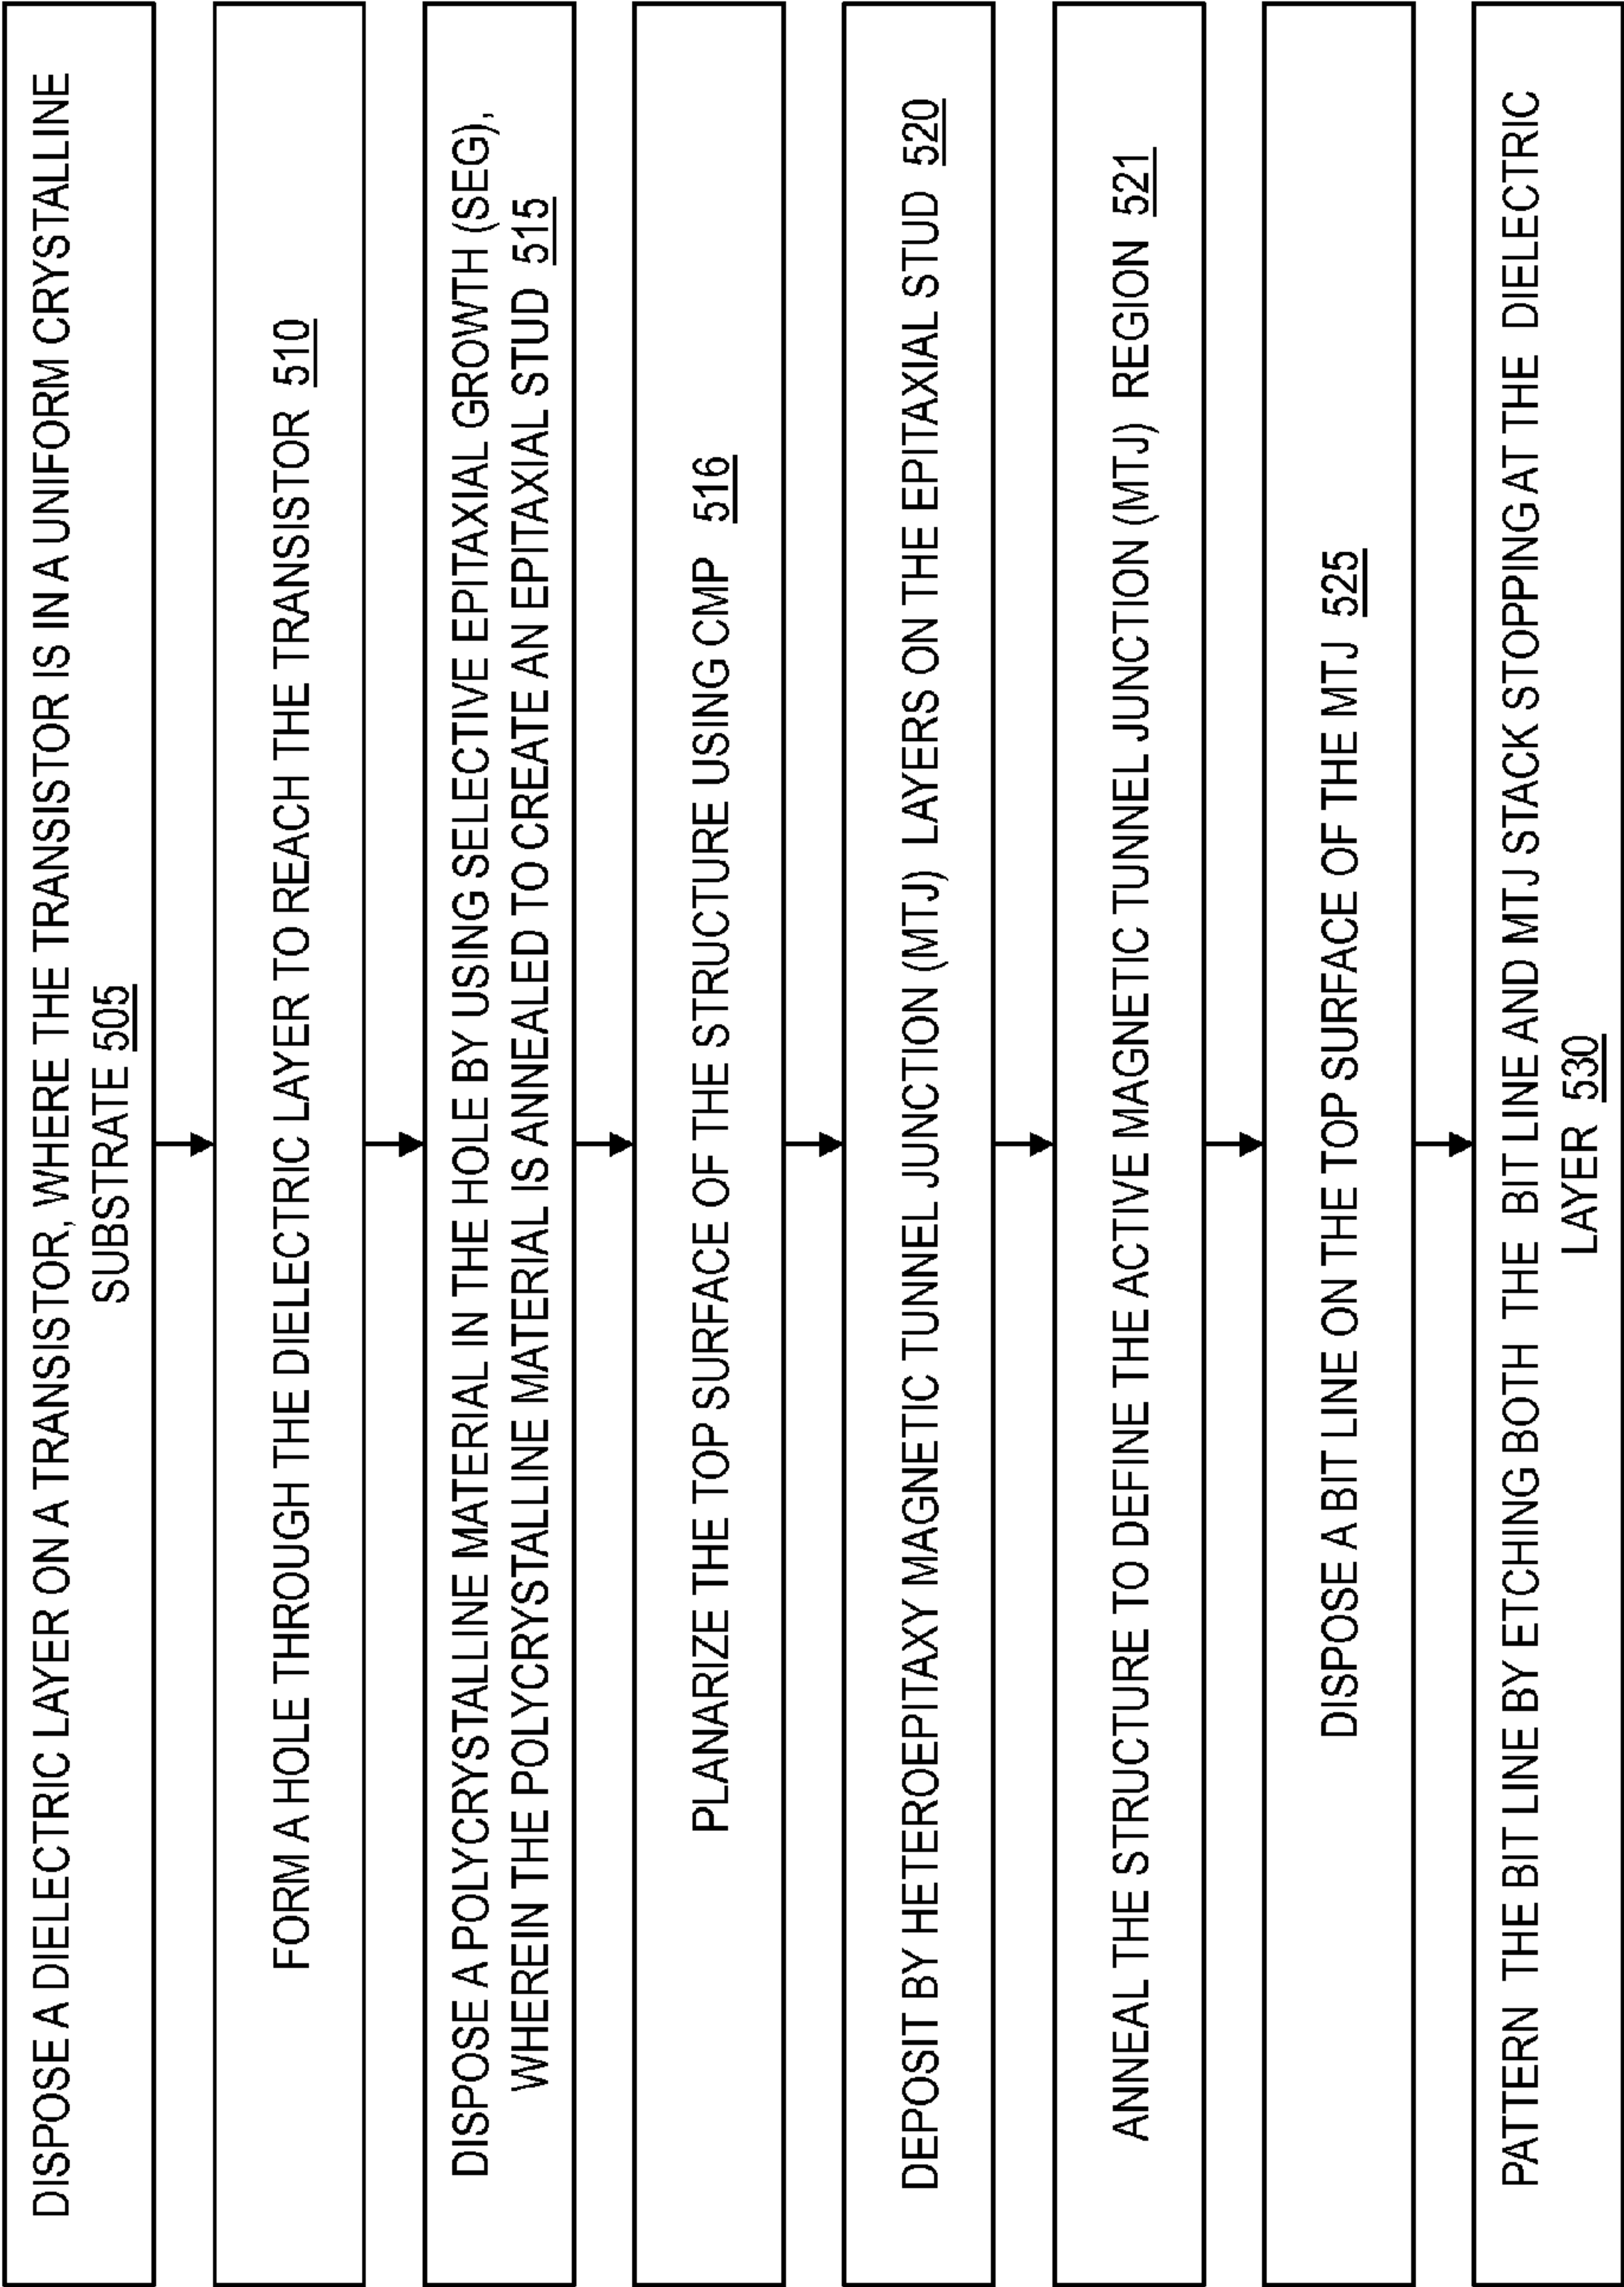 DISPOSE A DIELECTRIC LAYER ON A TRANSISTOR, WHERE THE TRANSISTOR IS IN A UNIFORM CRYSTALLINE
SUBSTRATE 505
FORM A HOLE THROUGH THE DIELECTRIC LAYER TO REACH THE TRANSISTOR 510
DISPOSE A POLYCRYSTALLINE MATERIAL IN THE HOLE BY USING SELECTIVE EPITAXIAL GROWTH (SEG),
WHEREIN THE POLYCRYSTALLINE MATERIAL IS ANNEALED TO CREATE AN EPITAXIAL STUD 515
PLANARIZE THE TOP SURFACE OF THE STRUCTURE USING CMP 516
DEPOSIT BY HETEROEPITAXY MAGNETIC TUNNEL JUNCTION (MTJ) LAYERS ON THE EPITAXIAL STUD 520
ANNEAL THE STRUCTURE TO DEFINE THE ACTIVE MAGNETIC TUNNEL JUNCTION (MTJ) REGION 521
DISPOSE A BIT LINE ON THE TOP SURFACE OF THE MTJ 525
PATTERN THE BIT LINE BY ETCHING BOTH THE BIT LINE AND MTJ STACK STOPPING AT THE DIELECTRIC
LAYER 530